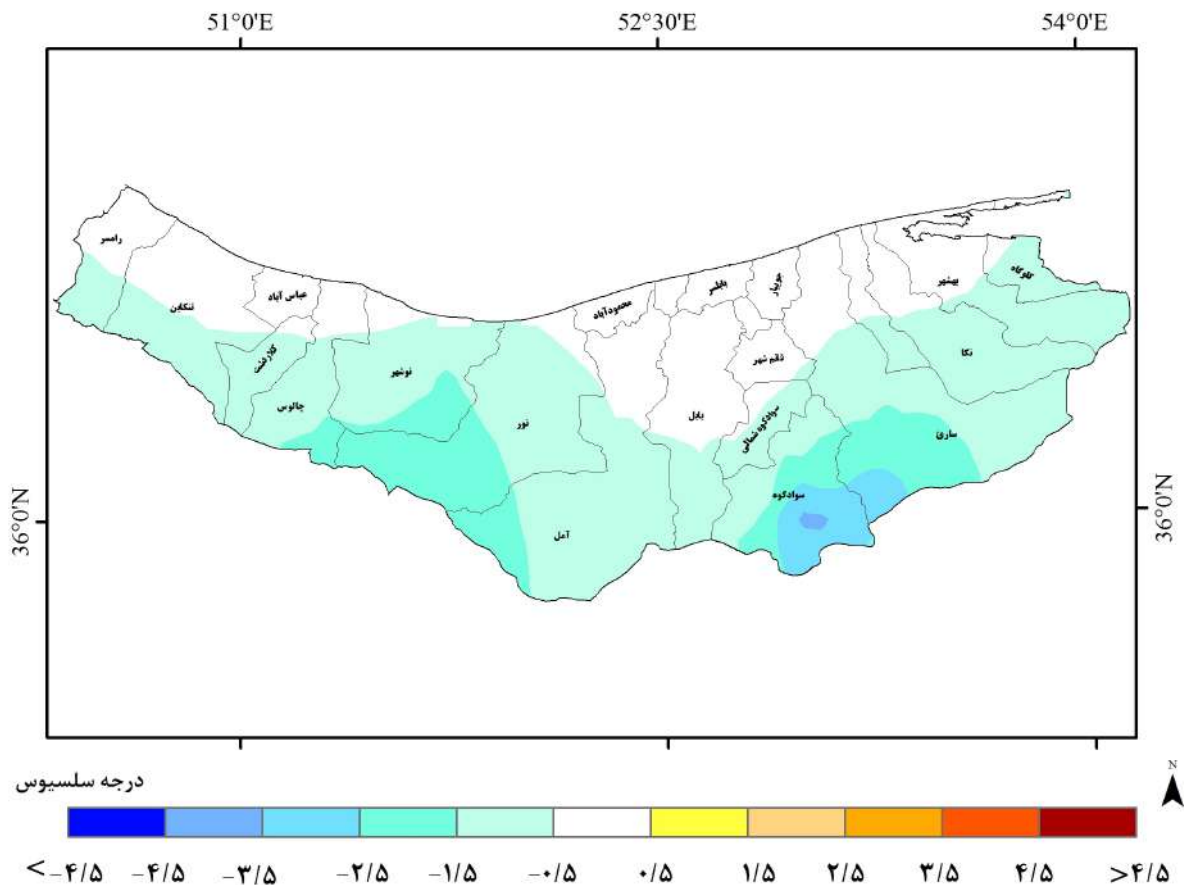 51°0'E 52°30'E 54°0'E
رامسر
تنکابن
عباس آباد
کلاردشت
چالوس
نوشهر
نور
آمل
محمودآباد
بابلسر
جویبار
قائم شهر
بابل
سوادکوه شمالی
سوادکوه
ساری
نکا
بهشهر
گلوگاه
36°0'N 36°0'N
درجه سلسیوس
N
< -۴/۵ -۴/۵ -۳/۵ -۲/۵ -۱/۵ -۰/۵ ۰/۵ ۱/۵ ۲/۵ ۳/۵ ۴/۵ >۴/۵